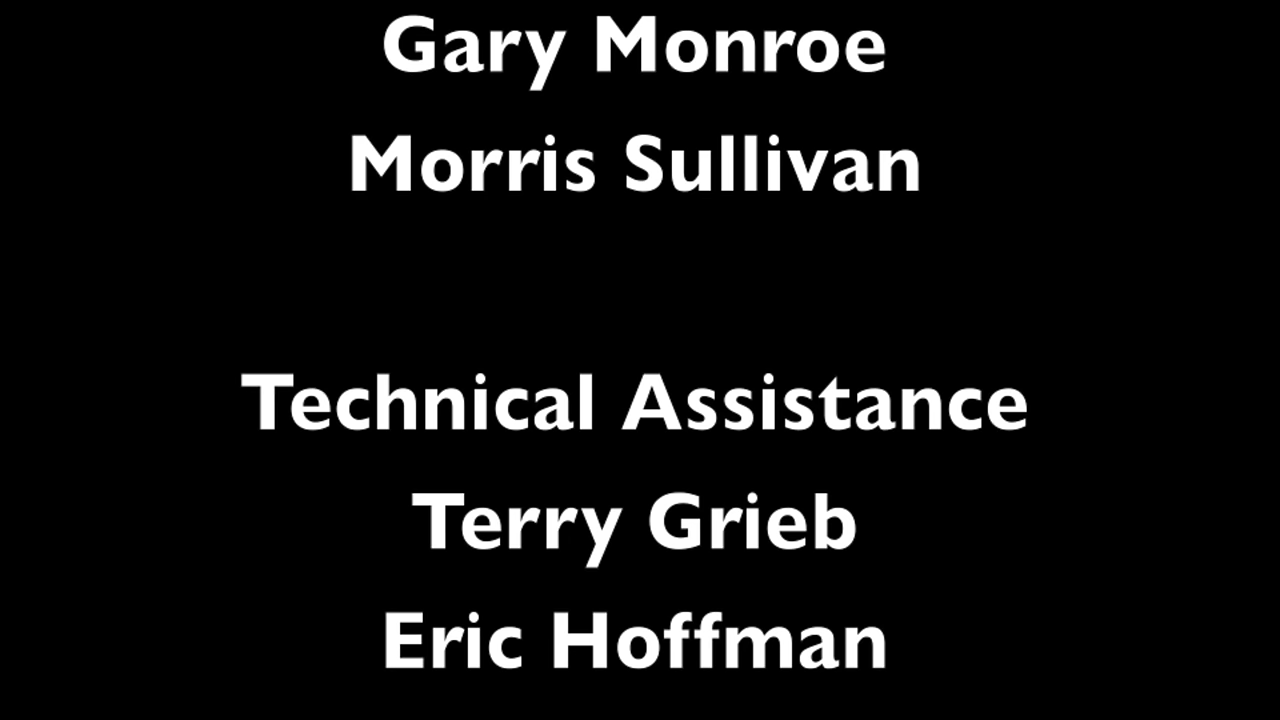 Gary Monroe
Morris Sullivan
Technical Assistance
Terry Grieb
Eric Hoffman